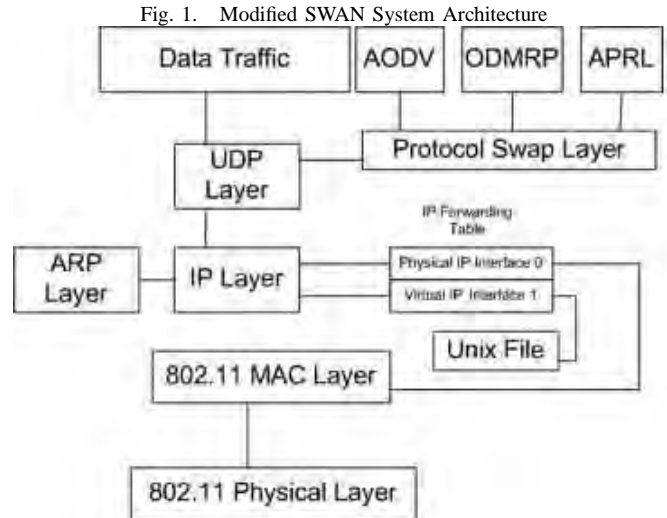 Fig. 1. Modified SWAN System Architecture
Data Traffic
AODV
ODMRP
APRL
UDP
Layer
Protocol Swap Layer
IP Forwarding
Table
ARP
Layer
IP Layer
Physical IP Interface 0
Virtual IP Interface 1
Unix File
802.11 MAC Layer
802.11 Physical Layer